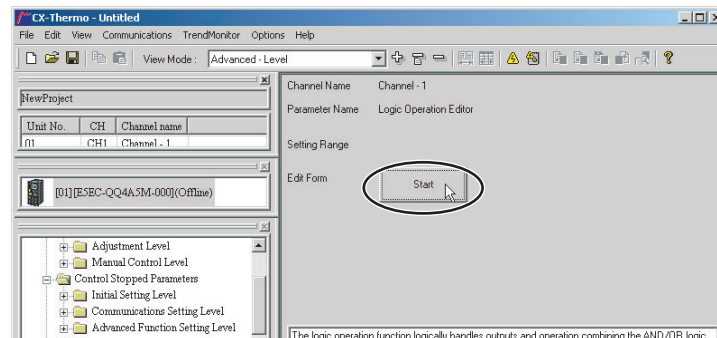 CX-Thermo - Untitled
File Edit View Communications TrendMonitor Options Help
View Mode : Advanced - Level
NewProject
Unit No. CH Channel name
01 CH1 Channel - 1
[01][E5EC-QQ4A5M-000](Offline)
Adjustment Level
Manual Control Level
Control Stopped Parameters
Initial Setting Level
Communications Setting Level
Advanced Function Setting Level
Channel Name Channel - 1
Parameter Name Logic Operation Editor
Setting Range
Edit Form Start
The logic operation function logically handles outputs and operation combining the AND/OR logic